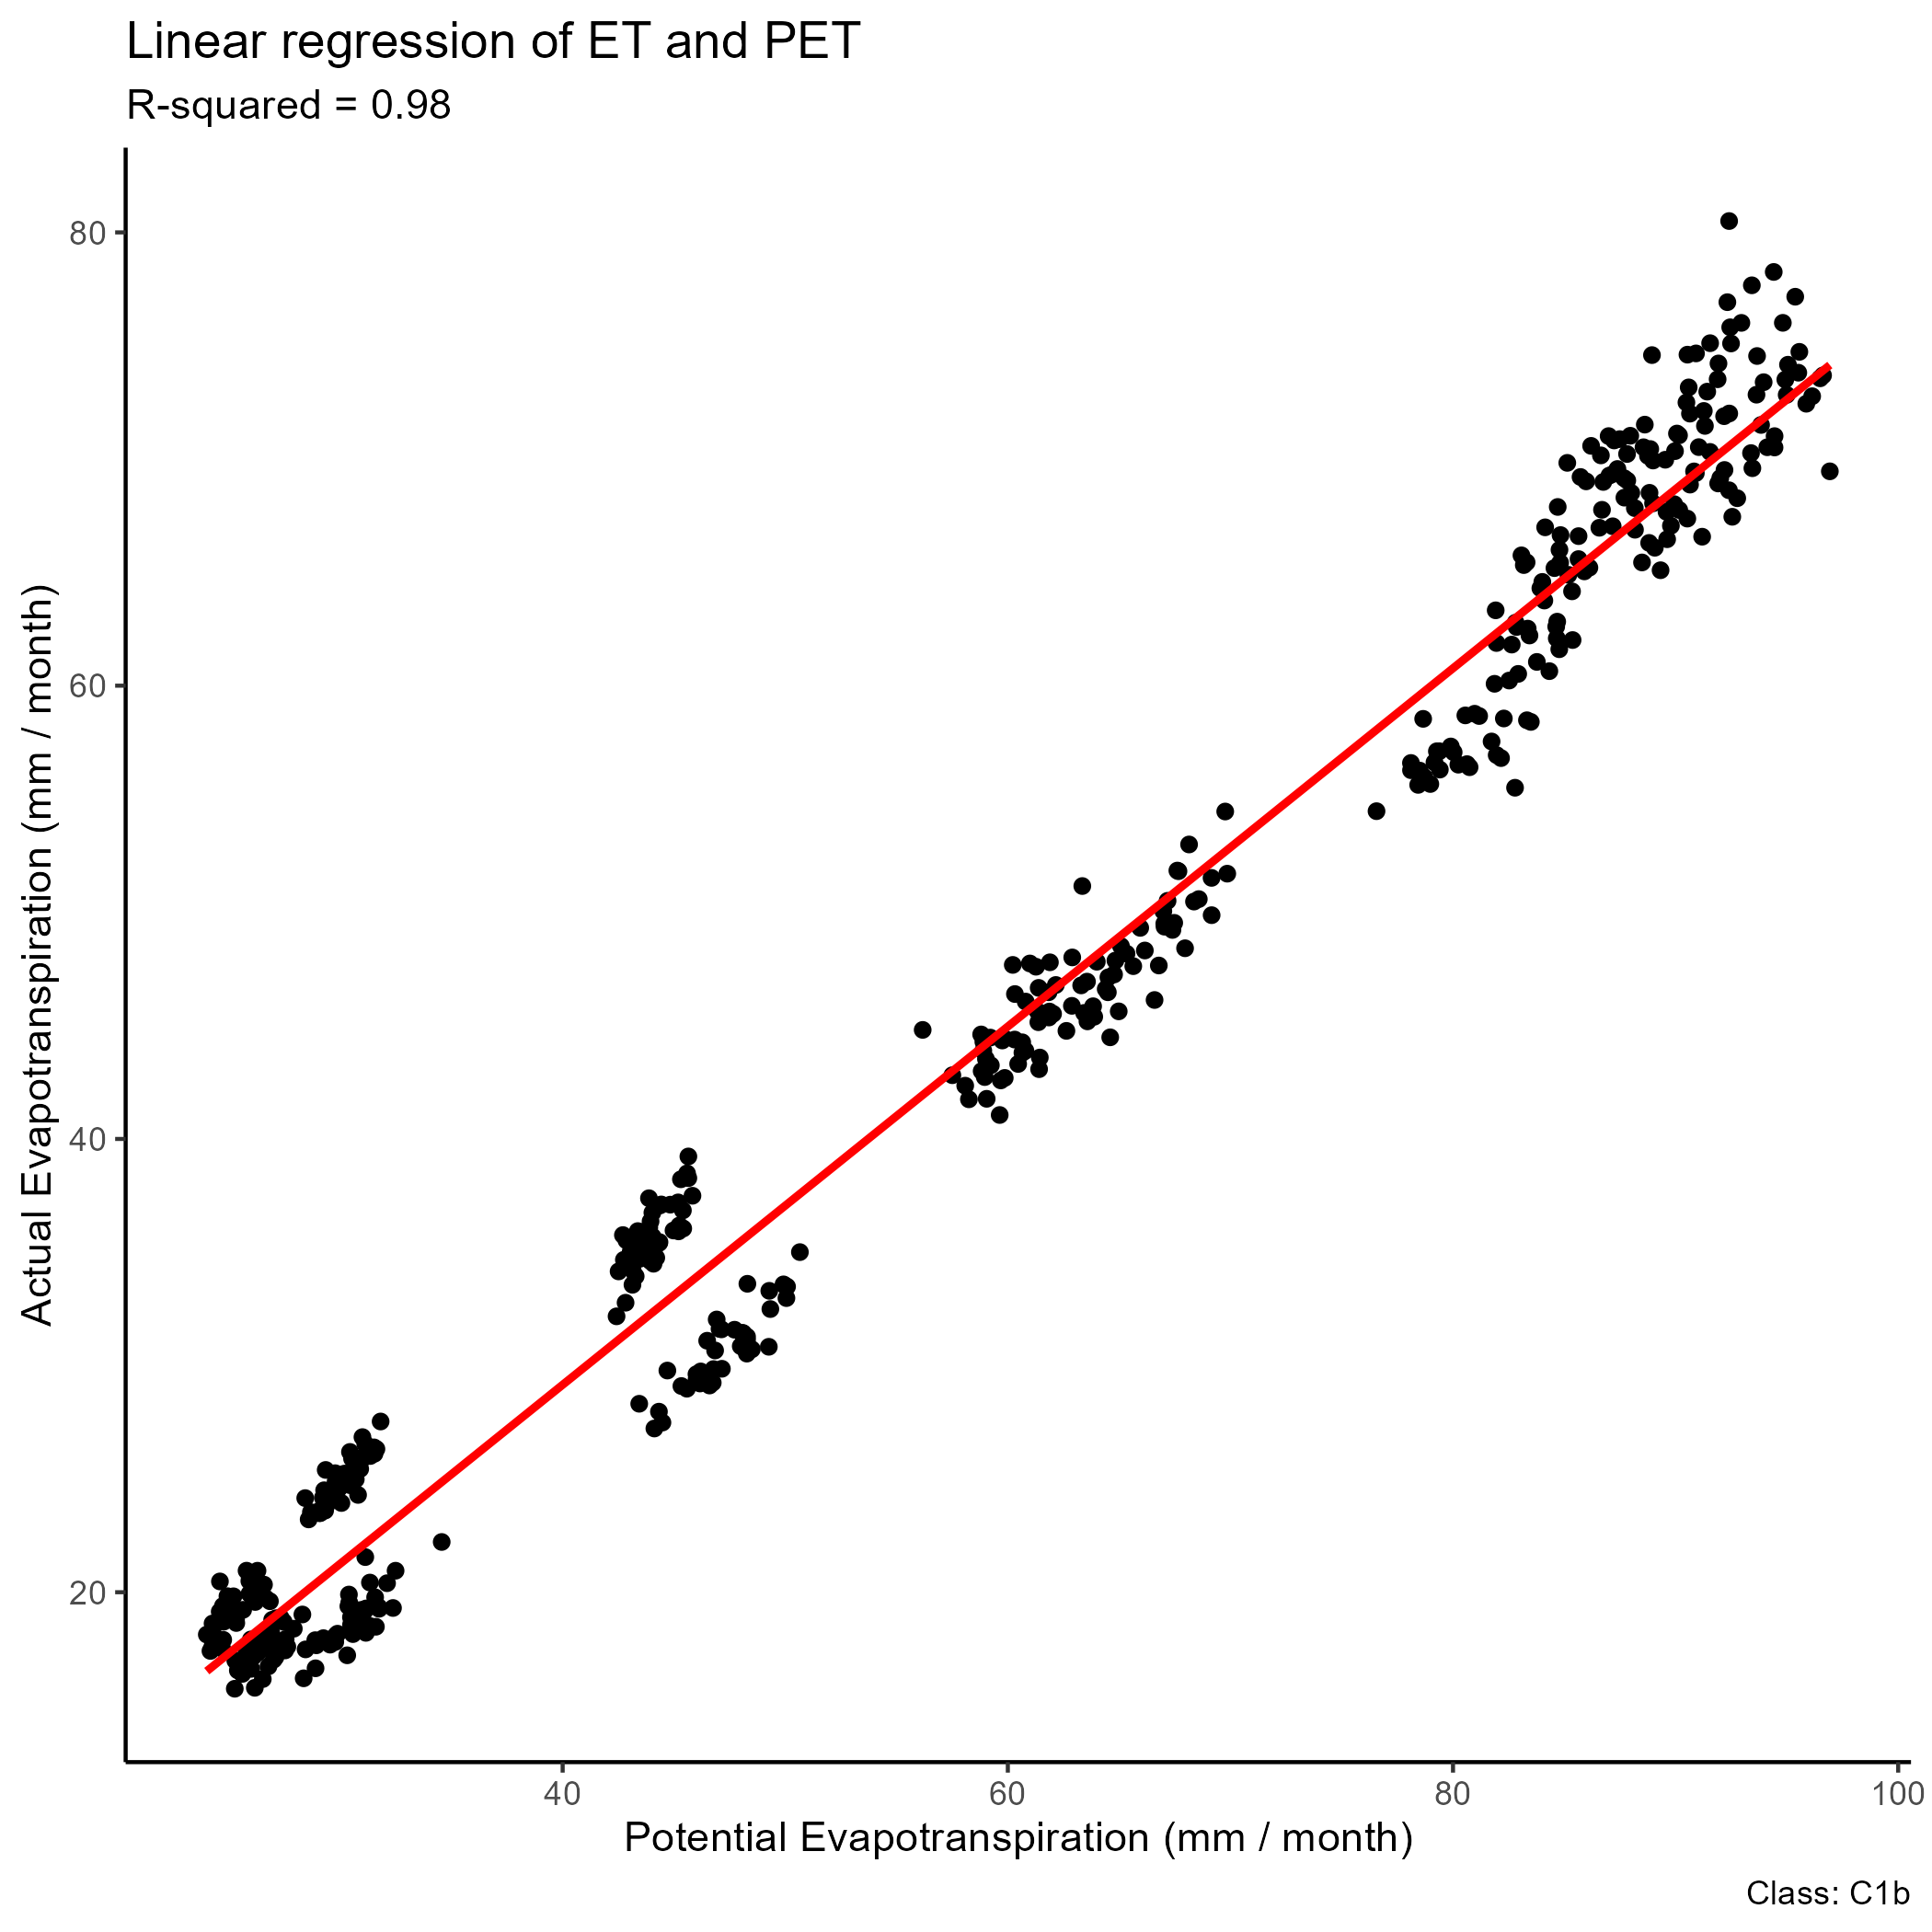 Linear regression of ET and PET
R-squared = 0.98
Actual Evapotranspiration (mm / month)
80
60
40
20
40
60
80
100
Potential Evapotranspiration (mm / month)
Class: C1b